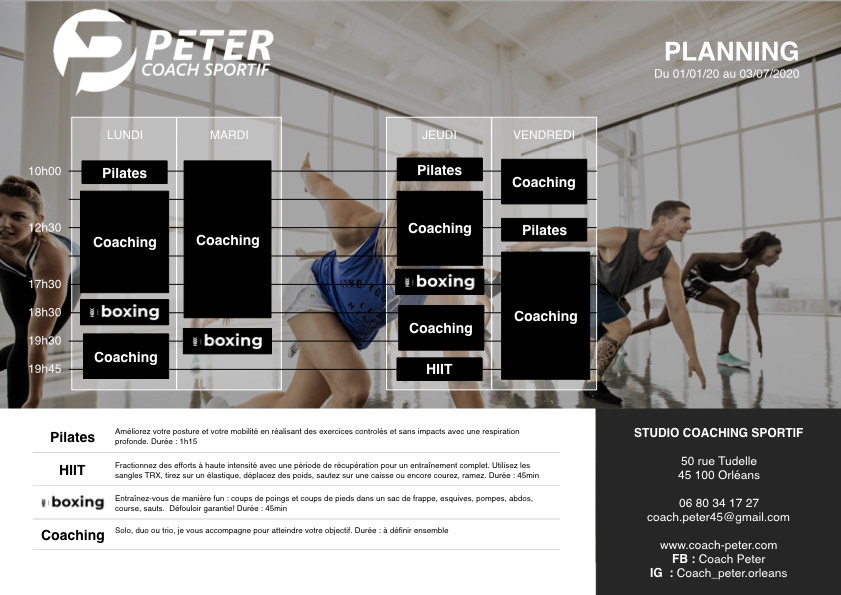 PETER
COACH SPORTIF
PLANNING
Du 01/01/20 au 03/07/2020
LUNDI
MARDI
JEUDI
VENDREDI
10h00
12h30
17h30
18h30
19h30
19h45
Pilates
Coaching
boxing
Coaching
Coaching
boxing
Pilates
Coaching
boxing
Coaching
HIIT
Coaching
Pilates
Coaching
Pilates
Améliorez votre posture et votre mobilité en réalisant des exercices controlés et sans impacts avec une respiration
profonde. Durée : 1h15
HIIT
Fractionnez des efforts à haute intensité avec une période de récupération pour un entraînement complet. Utilisez les
sangles TRX, tirez sur un élastique, déplacez des poids, sautez sur une caisse ou encore courez, ramez. Durée : 45min
boxing
Entraînez-vous de manière fun : coups de poings et coups de pieds dans un sac de frappe, esquives, pompes, abdos,
course, sauts. Défouloir garantie! Durée : 45min
Coaching
Solo, duo ou trio, je vous accompagne pour atteindre votre objectif. Durée : à définir ensemble
STUDIO COACHING SPORTIF
50 rue Tudelle
45 100 Orléans
06 80 34 17 27
coach.peter45@gmail.com
www.coach-peter.com
FB : Coach Peter
IG : Coach_peter.orleans